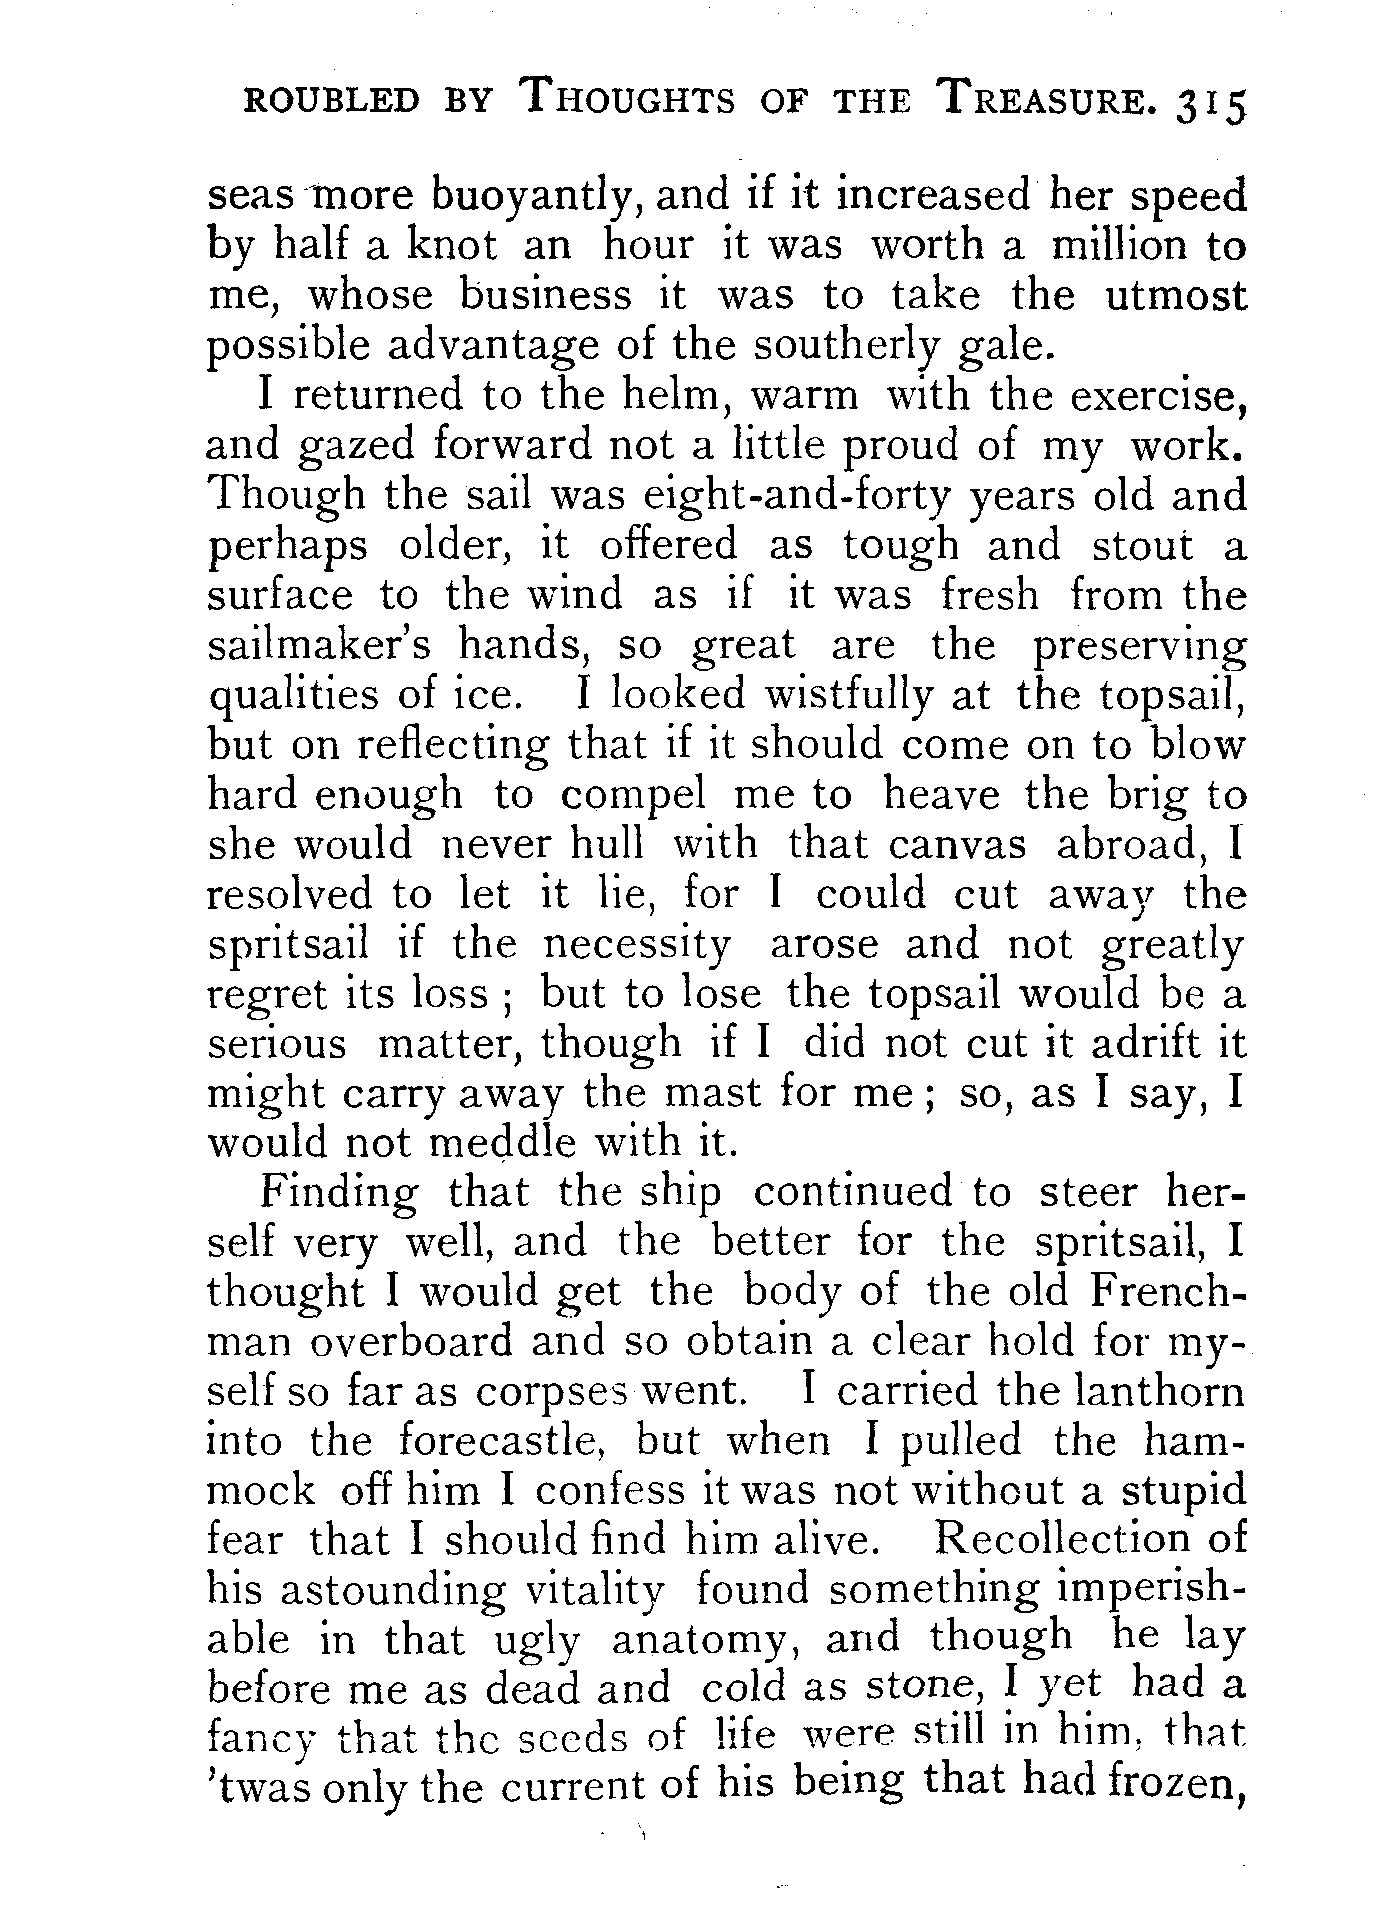 ROUBLED BY THOUGHTS OF THE TREASURE. 315
seas more buoyantly, and if it increased her speed
by half a knot an hour it was worth a million to
me, whose business it was to take the utmost
possible advantage of the southerly gale.
I returned to the helm, warm with the exercise,
and gazed forward not a little proud of my work.
Though the sail was eight-and-forty years old and
perhaps older, it offered as tough and stout a
surface to the wind as if it was fresh from the
sailmaker's hands, so great are the preserving
qualities of ice. I looked wistfully at the topsail,
but on reflecting that if it should come on to blow
hard enough to compel me to heave the brig to
she would never hull with that canvas abroad, I
resolved to let it lie, for I could cut away the
spritsail if the necessity arose and not greatly
regret its loss ; but to lose the topsail would be a
serious matter, though if I did not cut it adrift it
might carry away the mast for me ; so, as I say, I
would not meddle with it.
Finding that the ship continued to steer her-
self very well, and the better for the spritsail, I
thought I would get the body of the old French-
man overboard and so obtain a clear hold for my-
self so far as corpses went. I carried the lanthorn
into the forecastle, but when I pulled the ham-
mock off him I confess it was not without a stupid
fear that I should find him alive. Recollection of
his astounding vitality found something imperish-
able in that ugly anatomy, and though he lay
before me as dead and cold as stone, I yet had a
fancy that the seeds of life were still in him, that
'twas only the current of his being that had frozen,